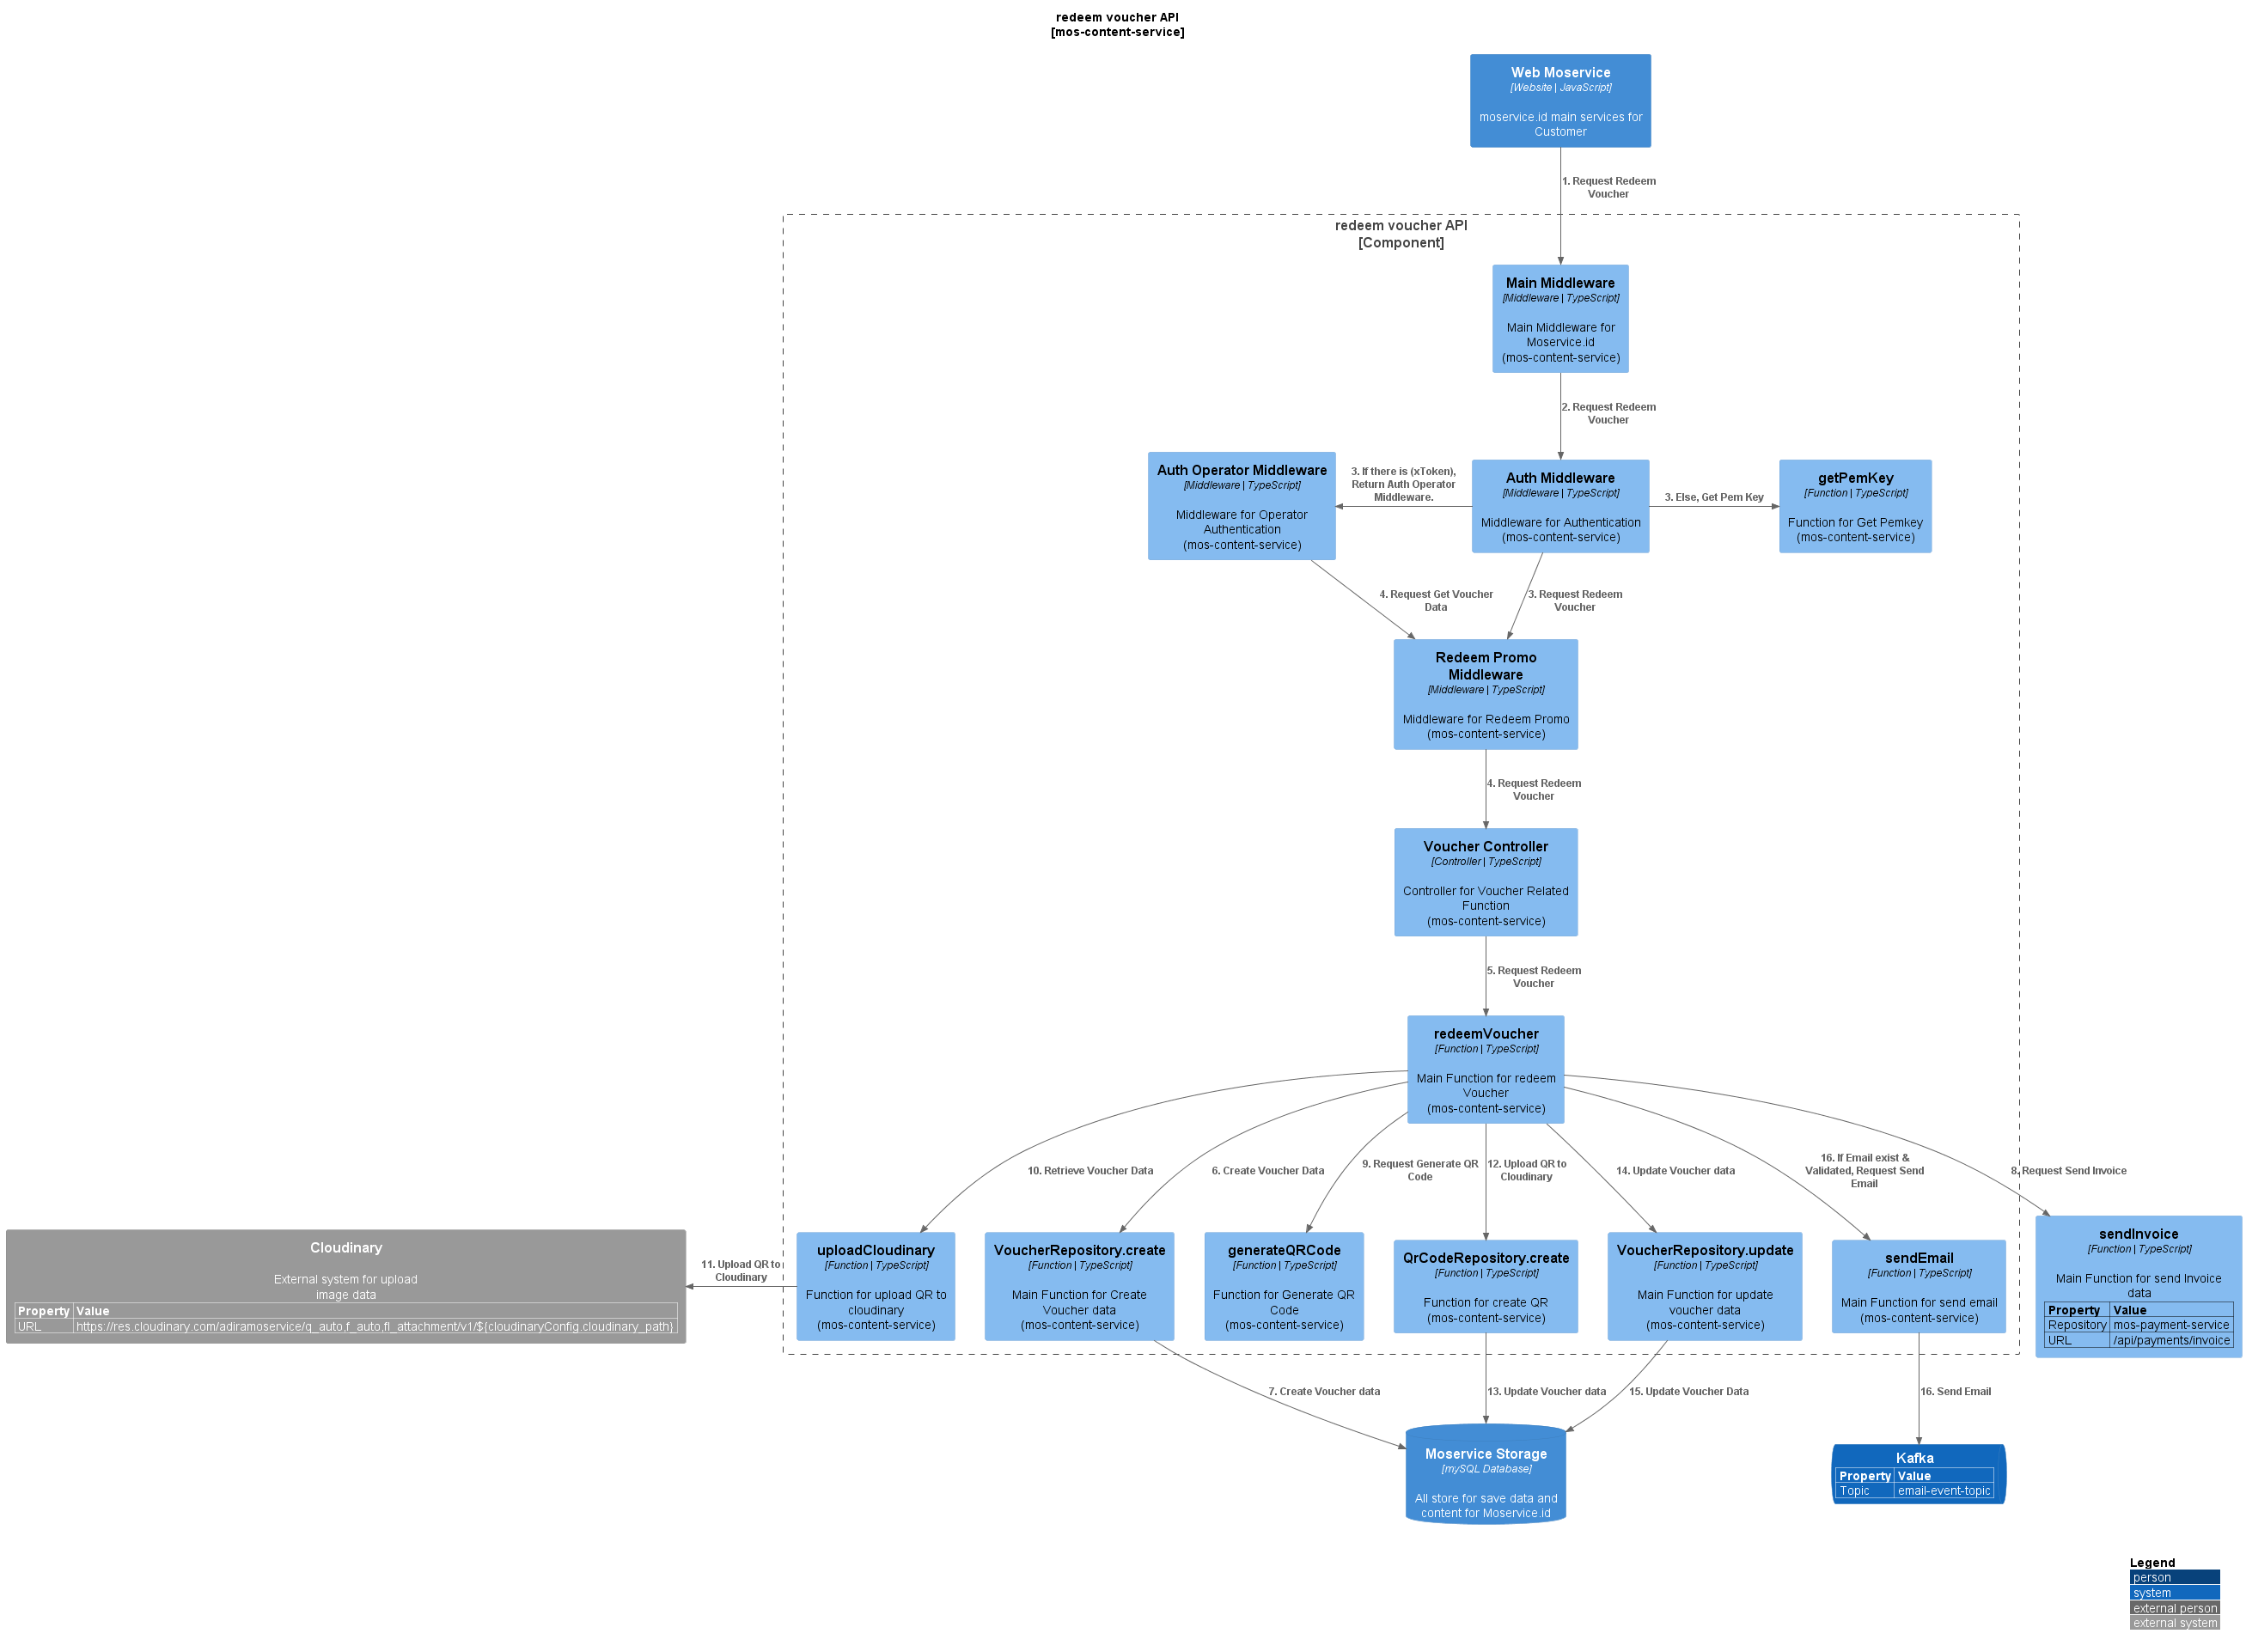 redeem voucher API
[mos-content-service]
Web Moservice
[Website | JavaScript]
moservice.id main services for
Customer
1. Request Redeem
Voucher
redeem voucher API
[Component]
Main Middleware
[Middleware | TypeScript]
Main Middleware for
Moservice.id
(mos-content-service)
2. Request Redeem
Voucher
Auth Operator Middleware
[Middleware | TypeScript]
Middleware for Operator
Authentication
(mos-content-service)
3. If there is (xToken),
Return Auth Operator
Middleware.
Auth Middleware
[Middleware | TypeScript]
Middleware for Authentication
(mos-content-service)
3. Else, Get Pem Key
getPemKey
[Function | TypeScript]
Function for Get Pemkey
(mos-content-service)
4. Request Get Voucher
Data
3. Request Redeem
Voucher
Redeem Promo
Middleware
[Middleware | TypeScript]
Middleware for Redeem Promo
(mos-content-service)
4. Request Redeem
Voucher
Voucher Controller
[Controller | TypeScript]
Controller for Voucher Related
Function
(mos-content-service)
5. Request Redeem
Voucher
redeemVoucher
[Function | TypeScript]
Main Function for redeem
Voucher
(mos-content-service)
10. Retrieve Voucher Data
6. Create Voucher Data
9. Request Generate QR
Code
12. Upload QR to
Cloudinary
14. Update Voucher data
16. If Email exist &
Validated, Request Send
Email
8. Request Send Invoice
Cloudinary
External system for upload
image data
Property Value
URL https://res.cloudinary.com/adiramoservice/q_auto,f_auto,fl_attachment/v1/${cloudinaryConfig.cloudinary_path}
11. Upload QR to
Cloudinary
uploadCloudinary
[Function | TypeScript]
Function for upload QR to
cloudinary
(mos-content-service)
VoucherRepository.create
[Function | TypeScript]
Main Function for Create
Voucher data
(mos-content-service)
generateQRCode
[Function | TypeScript]
Function for Generate QR
Code
(mos-content-service)
QrCodeRepository.create
[Function | TypeScript]
Function for create QR
(mos-content-service)
VoucherRepository.update
[Function | TypeScript]
Main Function for update
voucher data
(mos-content-service)
sendEmail
[Function | TypeScript]
Main Function for send email
(mos-content-service)
sendInvoice
[Function | TypeScript]
Main Function for send Invoice
data
Property Value
Repository mos-payment-service
URL /api/payments/invoice
7. Create Voucher data
13. Update Voucher data
15. Update Voucher Data
16. Send Email
Moservice Storage
[mySQL Database]
All store for save data and
content for Moservice.id
Kafka
Property Value
Topic email-event-topic
Legend
person
system
external person
external system